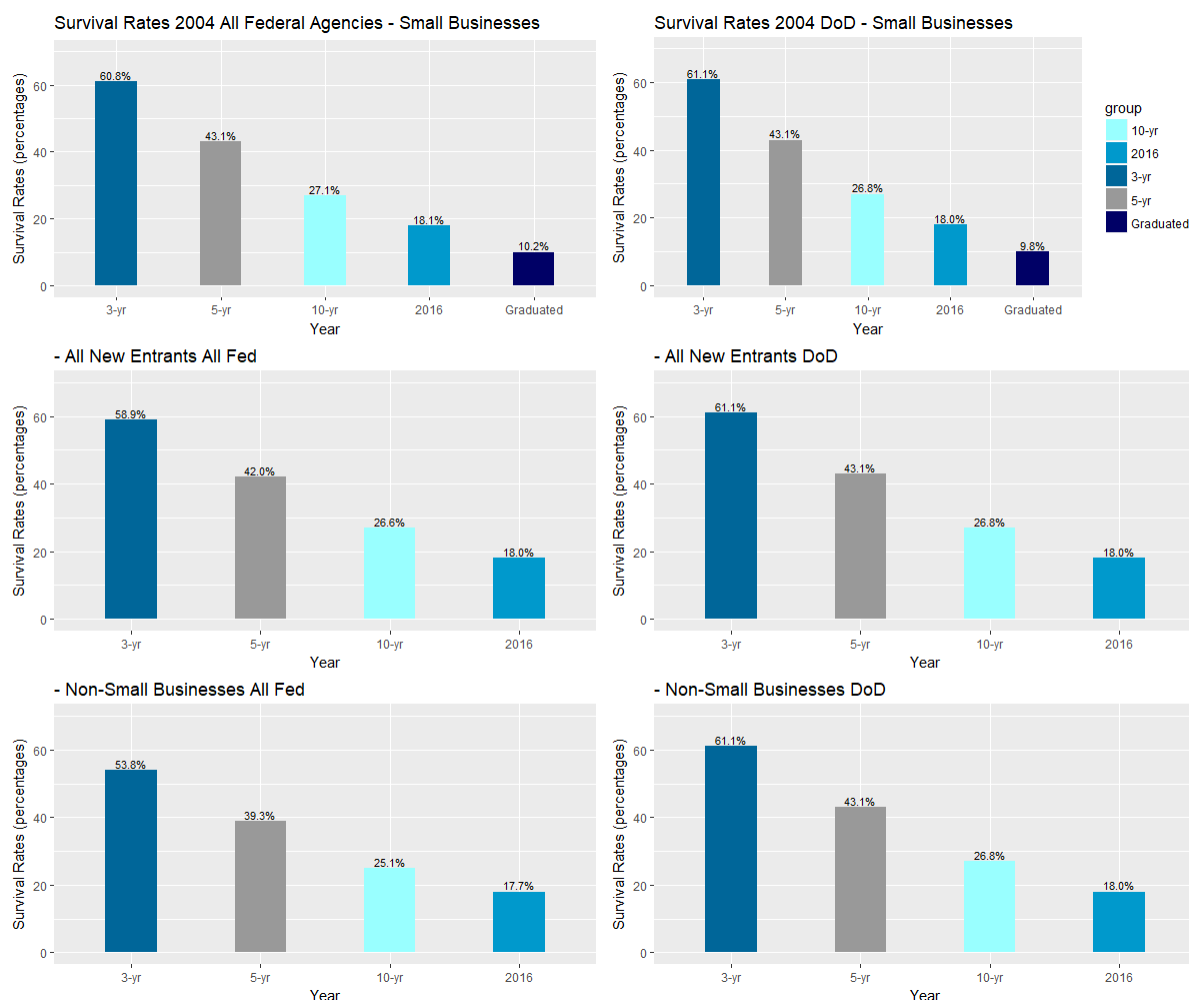 Survival Rates 2004 All Federal Agencies - Small Businesses
Survival Rates (percentages)
60
40
20
0
60.8%
43.1%
27.1%
18.1%
10.2%
3-yr
5-yr
10-yr
2016
Graduated
Year
Survival Rates 2004 DoD - Small Businesses
Survival Rates (percentages)
60
40
20
0
61.1%
43.1%
26.8%
18.0%
9.8%
3-yr
5-yr
10-yr
2016
Graduated
Year
group
10-yr
2016
3-yr
5-yr
Graduated
- All New Entrants All Fed
Survival Rates (percentages)
60
40
20
0
58.9%
42.0%
26.6%
18.0%
3-yr
5-yr
10-yr
2016
Year
- All New Entrants DoD
Survival Rates (percentages)
60
40
20
0
61.1%
43.1%
26.8%
18.0%
3-yr
5-yr
10-yr
2016
Year
- Non-Small Businesses All Fed
Survival Rates (percentages)
60
40
20
0
53.8%
39.3%
25.1%
17.7%
3-yr
5-yr
10-yr
2016
Year
- Non-Small Businesses DoD
Survival Rates (percentages)
60
40
20
0
61.1%
43.1%
26.8%
18.0%
3-yr
5-yr
10-yr
2016
Year